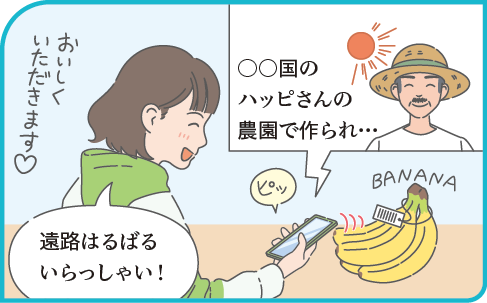 おいしく
いただきます♡
○○国の
ハッピさんの
農園で作られ…
ピッ
BANANA
遠路はるばる
いらっしゃい!